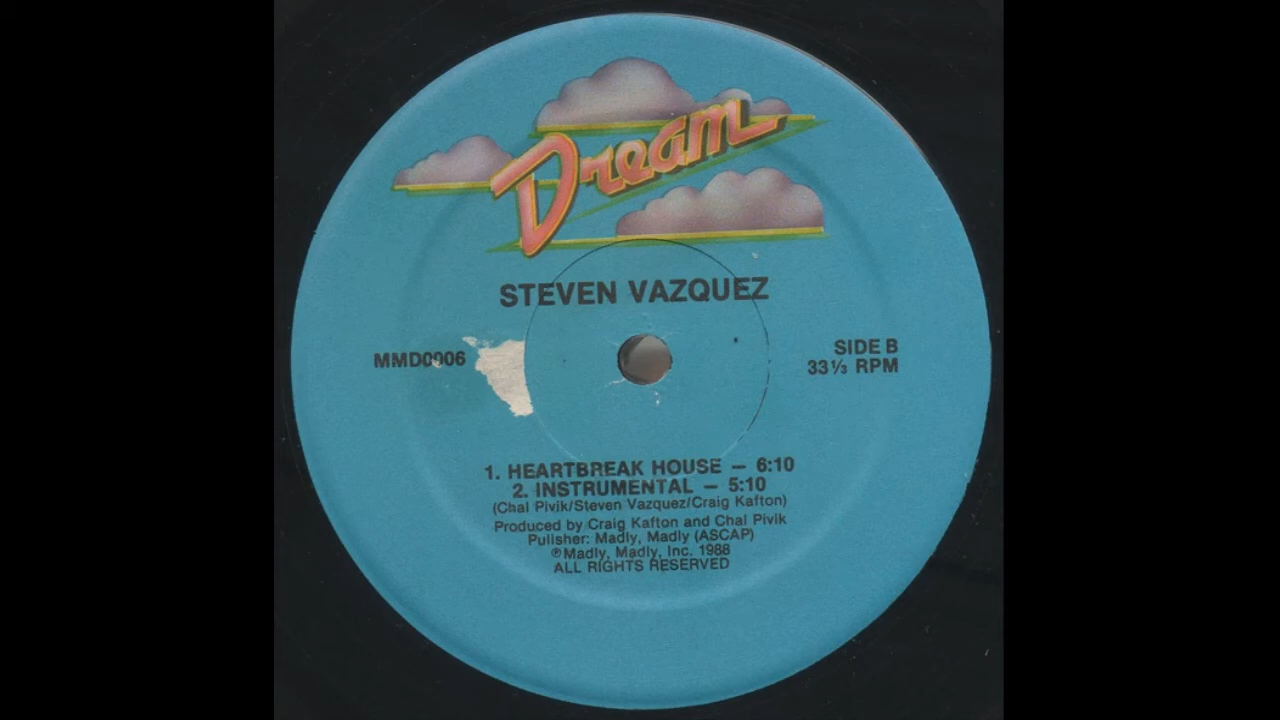 Dream
STEVEN VAZQUEZ
MMD0006
SIDE B
33⅓ RPM
1. HEARTBREAK HOUSE — 6:10
2. INSTRUMENTAL — 5:10
(Chal Pivik/Steven Vazquez/Craig Kafton)
Produced by Craig Kafton and Chal Pivik
Pulisher: Madly, Madly (ASCAP)
℗Madly, Madly, Inc. 1988
ALL RIGHTS RESERVED